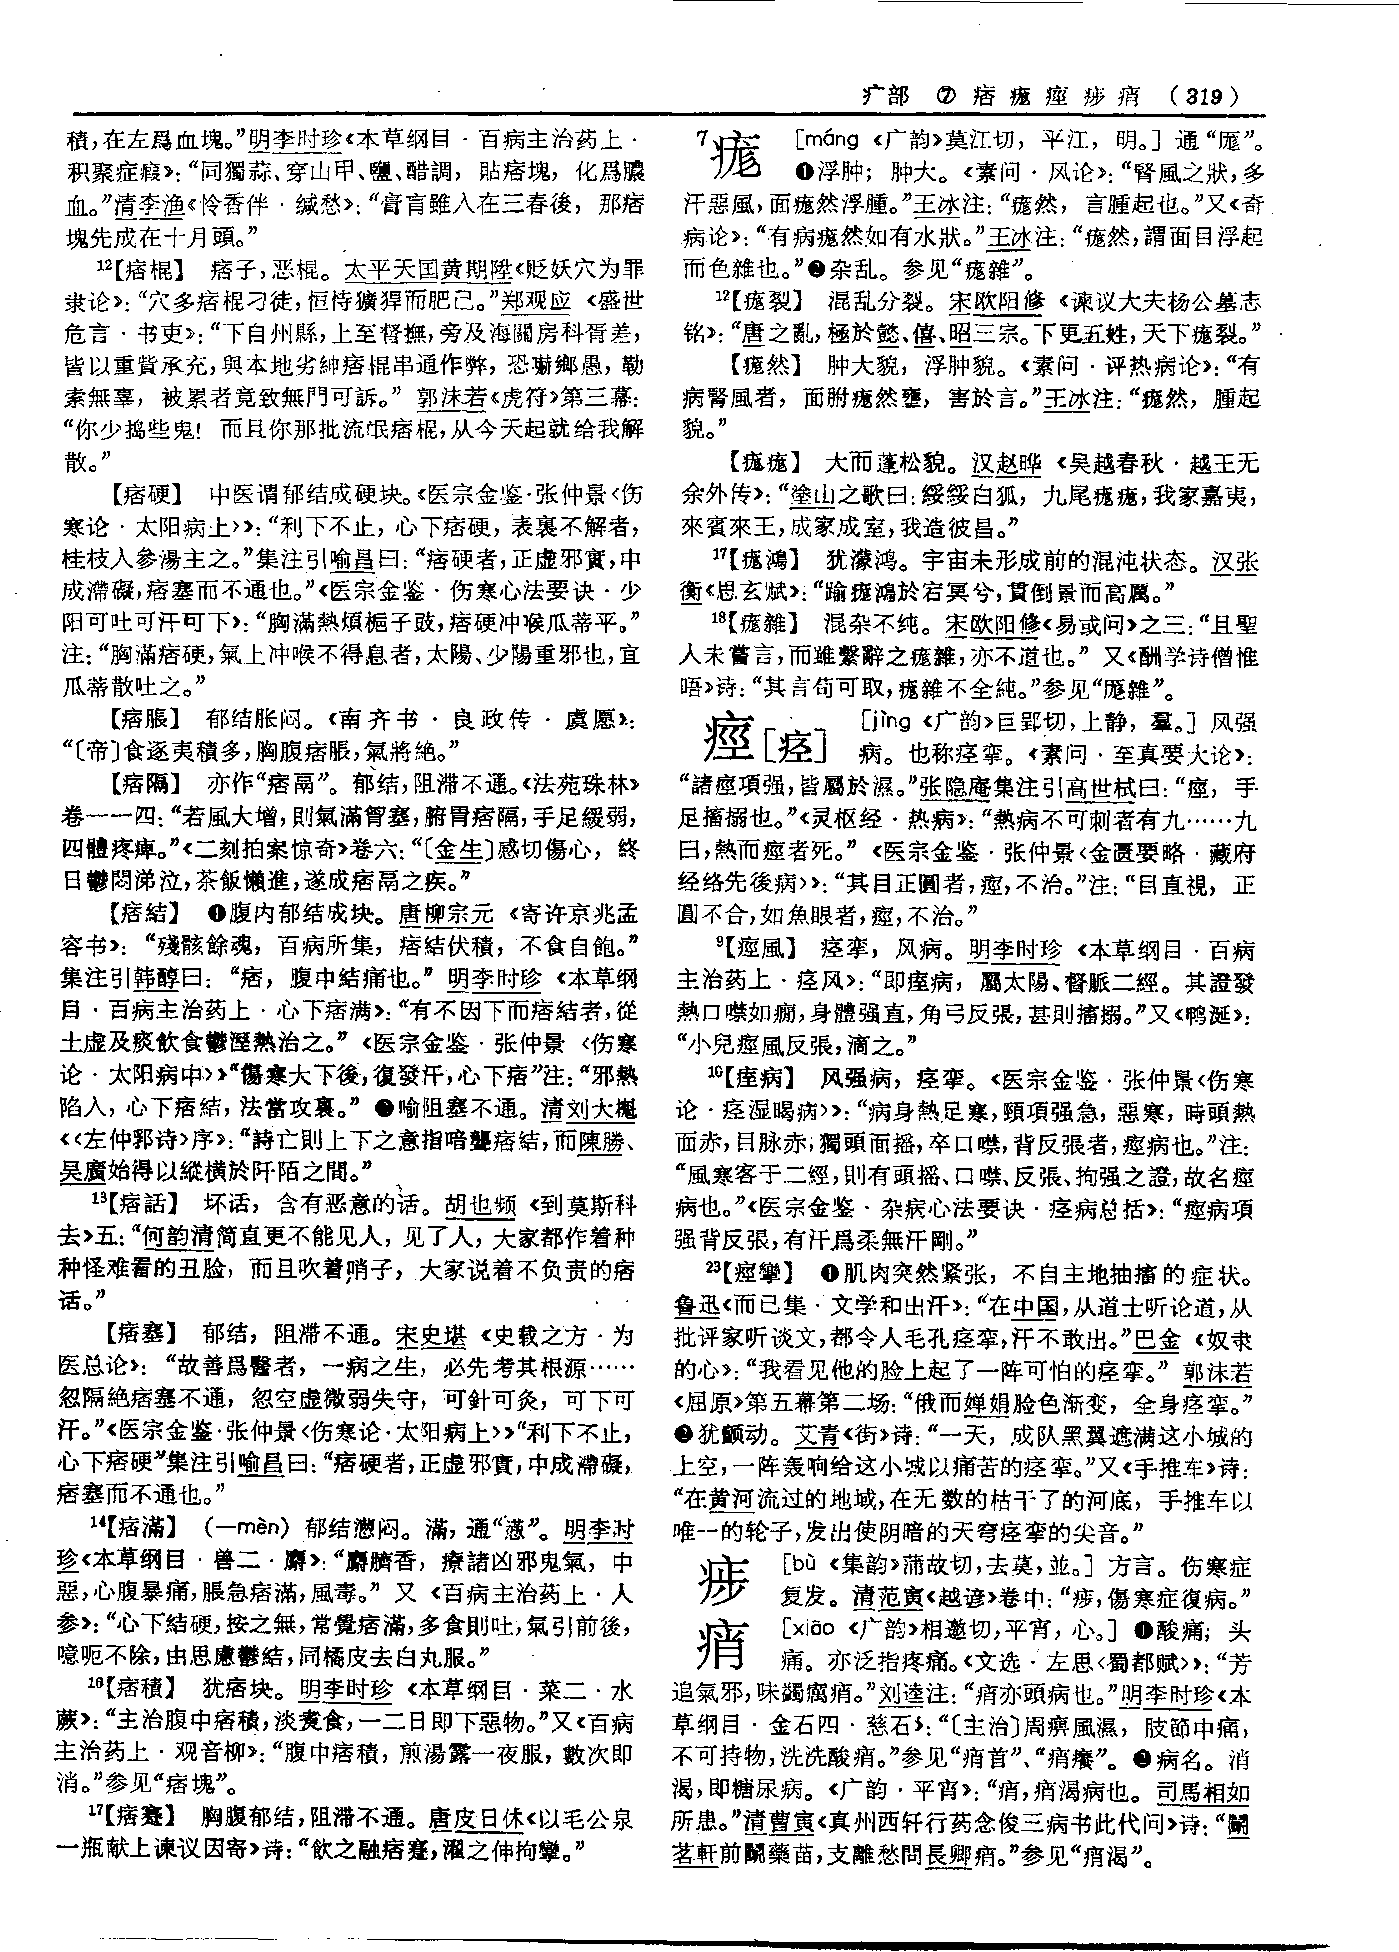 疒部 ⑦ 痞 痝 痙 㾟 痟 （319）
積，在左爲血塊。”明李时珍《本草纲目·百病主治药上·
积聚症瘕》：“同獨蒜、穿山甲、鹽、醋調，貼痞塊，化爲膿
血。”清李渔《怜香伴·缄愁》：“膏肓雖入在三春後，那痞
塊先成在十月頭。”
12【痞棍】 痞子，恶棍。太平天国黄期陞《贬妖穴为罪
隶论》：“穴多痞棍刁徒，恒恃獷猂而肥己。”郑观应《盛世
危言·书吏》：“下自州縣，上至督撫，旁及海關房科胥差，
皆以重貲承充，與本地劣紳痞棍串通作弊，恐嚇鄉愚，勒
索無辜，被累者竟致無門可訴。”郭沫若《虎符》第三幕：
“你少捣些鬼！而且你那批流氓痞棍，从今天起就给我解
散。”
【痞硬】 中医谓郁结成硬块。《医宗金鉴·张仲景〈伤
寒论·太阳病上〉》：“利下不止，心下痞硬，表裏不解者，
桂枝人參湯主之。”集注引喻昌曰：“痞硬者，正虚邪實，中
成滯礙，痞塞而不通也。”《医宗金鉴·伤寒心法要诀·少
阳可吐可汗可下》：“胸滿熱煩梔子豉，痞硬冲喉瓜蒂平。”
注：“胸滿痞硬，氣上冲喉不得息者，太陽、少陽重邪也，宜
瓜蒂散吐之。”
【痞脹】 郁结胀闷。《南齐书·良政传·虞愿》：
“〔帝〕食逐夷積多，胸腹痞脹，氣將絶。”
【痞隔】 亦作“痞鬲”。郁结，阻滞不通。《法苑珠林》
卷一一四：“若風大增，則氣滿胷塞，腑胃痞隔，手足緩弱，
四體疼痺。”《二刻拍案惊奇》卷六：“〔金生〕感切傷心，終
日鬱悶涕泣，茶飯懶進，遂成痞鬲之疾。”
【痞結】 ❶腹内郁结成块。唐柳宗元《寄许京兆孟
容书》：“殘骸餘魂，百病所集，痞結伏積，不食自飽。”
集注引韩醇曰：“痞，腹中結痛也。”明李时珍《本草纲
目·百病主治药上·心下痞满》：“有不因下而痞結者，從
土虚及痰飲食鬱溼熱治之。”《医宗金鉴·张仲景〈伤寒
论·太阳病中〉》“傷寒大下後，復發汗，心下痞”注：“邪熱
陷入，心下痞結，法當攻裏。”❷喻阻塞不通。清刘大櫆
《〈左仲郛诗〉序》：“詩亡則上下之意指喑聾痞結，而陳勝、
吴廣始得以縱橫於阡陌之間。”
13【痞話】 坏话，含有恶意的话。胡也频《到莫斯科
去》五：“何韵清简直更不能见人，见了人，大家都作着种
种怪难看的丑脸，而且吹着哨子，大家说着不负责的痞
话。”
【痞塞】 郁结，阻滞不通。宋史堪《史载之方·为
医总论》：“故善爲醫者，一病之生，必先考其根源……
忽隔絶痞塞不通，忽空虚微弱失守，可針可灸，可下可
汗。”《医宗金鉴·张仲景〈伤寒论·太阳病上〉》“利下不止，
心下痞硬”集注引喻昌曰：“痞硬者，正虚邪實，中成滯礙，
痞塞而不通也。”
14【痞滿】 （—mèn）郁结懑闷。滿，通“懣”。明李时
珍《本草纲目·兽二·麝》：“麝臍香，療諸凶邪鬼氣，中
惡，心腹暴痛，脹急痞滿，風毒。”又《百病主治药上·人
参》：“心下结硬，按之無，常覺痞滿，多食則吐，氣引前後，
噫呃不除，由思慮鬱結，同橘皮去白丸服。”
16【痞積】 犹痞块。明李时珍《本草纲目·菜二·水
蕨》：“主治腹中痞積，淡煑食，一二日即下惡物。”又《百病
主治药上·观音柳》：“腹中痞積，煎湯露一夜服，數次即
消。”参见“痞塊”。
17【痞蹇】 胸腹郁结，阻滞不通。唐皮日休《以毛公泉
一瓶献上谏议因寄》诗：“飲之融痞蹇，濯之伸拘攣。”
7痝 [máng 《广韵》莫江切，平江，明。] 通“厖”。
❶浮肿；肿大。《素问·风论》：“腎風之狀，多
汗惡風，面痝然浮腫。”王冰注：“痝然，言腫起也。”又《奇
病论》：“有病痝然如有水狀。”王冰注：“痝然，謂面目浮起
而色雜也。”❷杂乱。参见“痝雜”。
12【痝裂】 混乱分裂。宋欧阳修《谏议大夫杨公墓志
铭》：“唐之亂，極於懿、僖、昭三宗。下更五姓，天下痝裂。”
【痝然】 肿大貌，浮肿貌。《素问·评热病论》：“有
病腎風者，面胕痝然壅，害於言。”王冰注：“痝然，腫起
貌。”
【痝痝】 大而蓬松貌。汉赵晔《吴越春秋·越王无
余外传》：“塗山之歌曰：綏綏白狐，九尾痝痝，我家嘉夷，
來賓來王，成家成室，我造彼昌。”
17【痝鴻】 犹濛鸿。宇宙未形成前的混沌状态。汉张
衡《思玄赋》：“踰痝鴻於宕冥兮，貫倒景而高厲。”
18【痝雜】 混杂不纯。宋欧阳修《易或问》之三：“且聖
人未嘗言，而雖繫辭之痝雜，亦不道也。”又《酬学诗僧惟
晤》诗：“其言苟可取，痝雜不全純。”参见“厖雜”。
痙[痉] [jìng 《广韵》巨郢切，上静，羣。] 风强
病。也称痉挛。《素问·至真要大论》：
“諸痙項强，皆屬於濕。”张隐庵集注引高世栻曰：“痙，手
足搐搦也。”《灵枢经·热病》：“熱病不可刺者有九……九
曰，熱而痙者死。”《医宗金鉴·张仲景〈金匮要略·藏府
经络先後病〉》：“其目正圓者，痙，不治。”注：“目直視，正
圓不合，如魚眼者，痙，不治。”
9【痙風】 痉挛，风病。明李时珍《本草纲目·百病
主治药上·痉风》：“即痓病，屬太陽、督脈二經。其證發
熱口噤如癇，身體强直，角弓反張，甚則搐搦。”又《鸭涎》：
“小兒痙風反張，滴之。”
10【痙病】 风强病，痉挛。《医宗金鉴·张仲景〈伤寒
论·痉湿暍病〉》：“病身熱足寒，頸項强急，惡寒，時頭熱
面赤，目脉赤，獨頭面摇，卒口噤，背反張者，痙病也。”注：
“風寒客于二經，則有頭摇、口噤、反張、拘强之證，故名痙
病也。”《医宗金鉴·杂病心法要诀·痉病总括》：“痙病項
强背反張，有汗爲柔無汗剛。”
23【痙攣】 ❶肌肉突然紧张，不自主地抽搐的症状。
鲁迅《而已集·文学和出汗》：“在中国，从道士听论道，从
批评家听谈文，都令人毛孔痉挛，汗不敢出。”巴金《奴隶
的心》：“我看见他的脸上起了一阵可怕的痉挛。”郭沫若
《屈原》第五幕第二场：“俄而婵娟脸色渐变，全身痉挛。”
❷犹颤动。艾青《街》诗：“一天，成队黑翼遮满这小城的
上空，一阵轰响给这小城以痛苦的痉挛。”又《手推车》诗：
“在黄河流过的地域，在无数的枯干了的河底，手推车以
唯一的轮子，发出使阴暗的天穹痉挛的尖音。”
㾟 [bù 《集韵》蒲故切，去莫，並。] 方言。伤寒症
复发。清范寅《越谚》卷中：“㾟，傷寒症復病。”
痟 [xiāo 《广韵》相邀切，平宵，心。] ❶酸痛；头
痛。亦泛指疼痛。《文选·左思〈蜀都赋〉》：“芳
追氣邪，味蠲癘痟。”刘逵注：“痟亦頭病也。”明李时珍《本
草纲目·金石四·慈石》：“〔主治〕周痹風濕，肢節中痛，
不可持物，洗洗酸痟。”参见“痟首”、“痟癢”。❷病名。消
渴，即糖尿病。《广韵·平宵》：“痟，痟渴病也。司馬相如
所患。”清曹寅《真州西轩行药念俊三病书此代问》诗：“鬭
茗軒前鬭藥苗，支離愁問長卿痟。”参见“痟渴”。